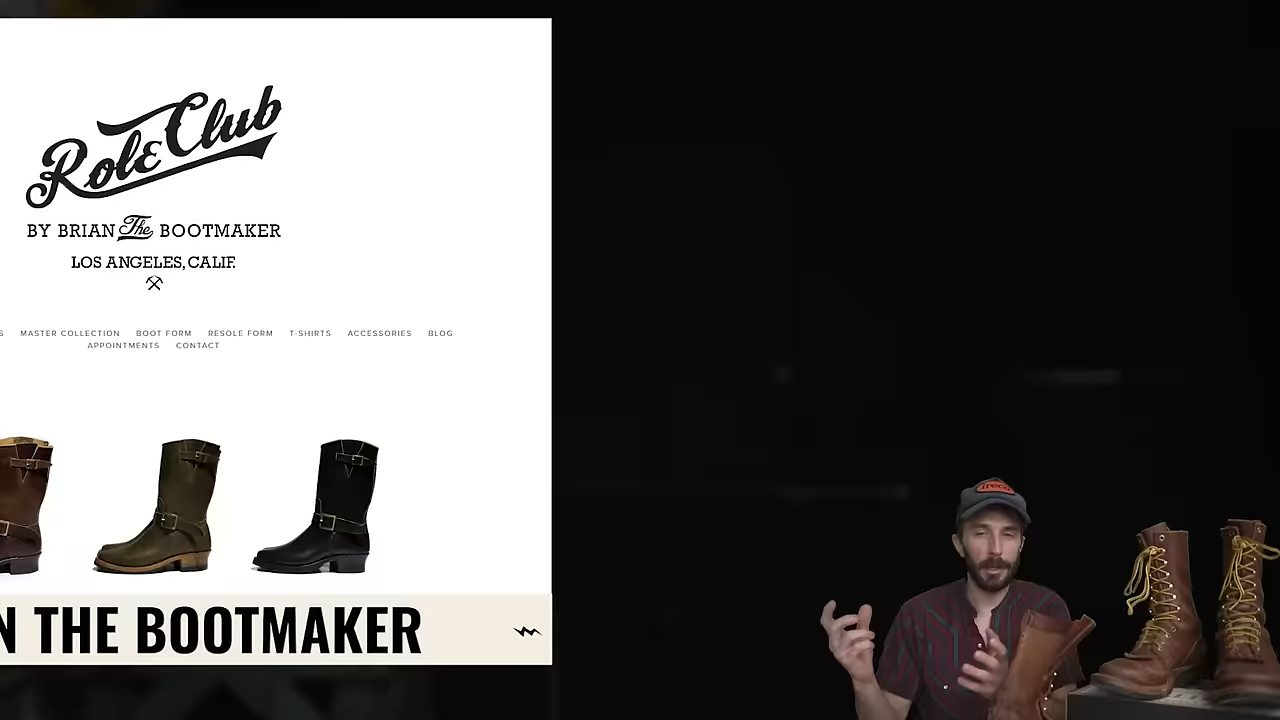 Role Club
BY BRIAN The BOOTMAKER
LOS ANGELES, CALIF.
S MASTER COLLECTION BOOT FORM RESOLE FORM T-SHIRTS ACCESSORIES BLOG
APPOINTMENTS CONTACT
N THE BOOTMAKER